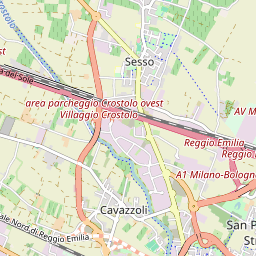 Sesso
a del Sole
area parcheggio Crostolo ovest
Villaggio Crostolo
AV M
Reggio Emilia
Reggio
A1 Milano-Bologn
Cavazzoli
San P
St
ale Nord di Reggio Emilia